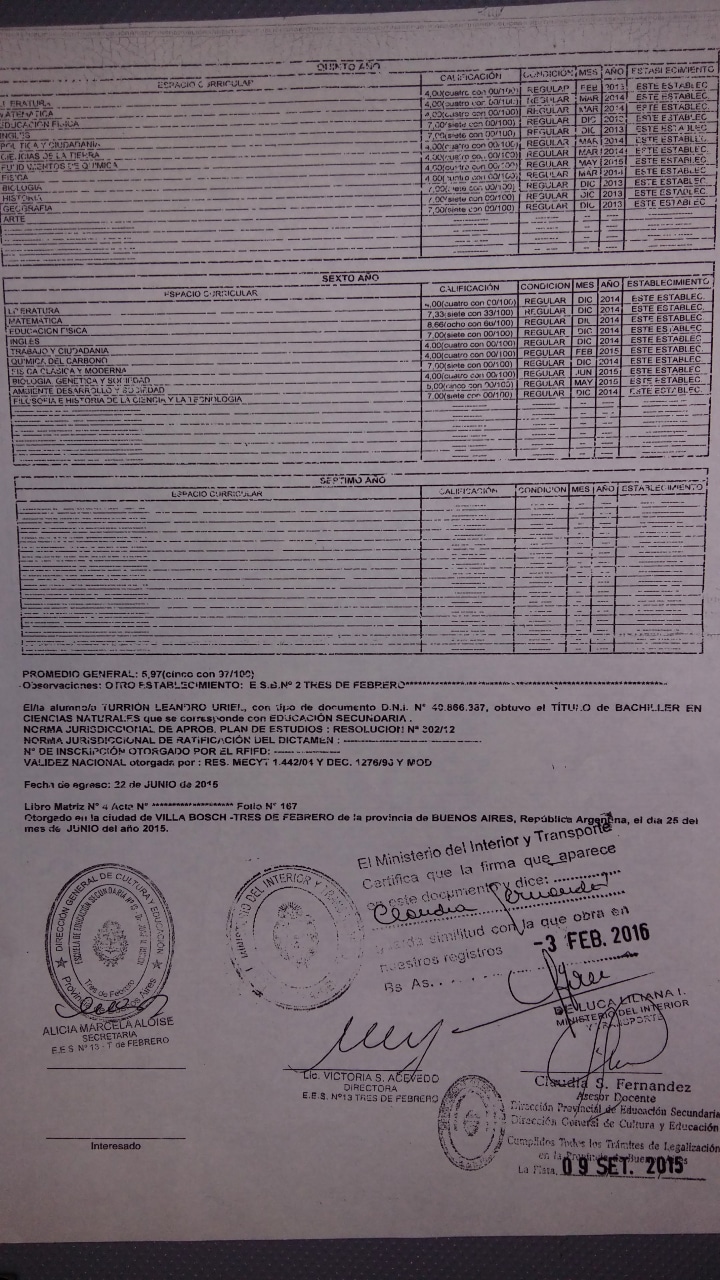 QUINTO AÑO
ESPACIO CURRICULAR CALIFICACIÓN CONDICIÓN MES AÑO ESTABLECIMIENTO
LITERATURA 4,00(cuatro con 00/100) REGULAR FEB 2013 ESTE ESTABLEC
MATEMATICA 4,00(cuatro con 00/100) REGULAR MAR 2014 ESTE ESTABLEC
EDUCACION FISICA 4,00(cuatro con 00/100) REGULAR MAR 2014 ESTE ESTABLEC
INGLES 7,00(siete con 00/100) REGULAR DIC ESTE ESTABLEC
POLITICA Y CIUDADANIA 7,00(siete con 00/100) REGULAR DIC 2013 ESTE ESTABLEC
CIENCIAS DE LA TIERRA 4,00(cuatro con 00/100) REGULAR MAR 2014 ESTE ESTABLEC
FUNDAMENTOS DE QUIMICA 4,00(cuatro con 00/100) REGULAR MAR 2014 ESTE ESTABLEC
FISICA 4,00(cuatro con 00/100) REGULAR MAY 2015 ESTE ESTABLEC
BIOLOGIA 4,00(cuatro con 00/100) REGULAR MAR 2014 ESTE ESTABLEC
HISTORIA 7,00(siete con 00/100) REGULAR DIC 2013 ESTE ESTABLEC
GEOGRAFIA 7,00(siete con 00/100) REGULAR DIC 2013 ESTE ESTABLEC
ARTE 7,00(siete con 00/100) REGULAR DIC 2013 ESTE ESTABLEC
SEXTO AÑO
ESPACIO CURRICULAR CALIFICACIÓN CONDICION MES AÑO ESTABLECIMIENTO
LITERATURA 4,00(cuatro con 00/100) REGULAR DIC 2014 ESTE ESTABLEC.
MATEMATICA 7,33(siete con 33/100) REGULAR DIC 2014 ESTE ESTABLEC.
EDUCACION FISICA 8,66(ocho con 66/100) REGULAR DIC 2014 ESTE ESTABLEC.
INGLES 7,00(siete con 00/100) REGULAR DIC 2014 ESTE ESTABLEC.
TRABAJO Y CIUDADANIA 4,00(cuatro con 00/100) REGULAR DIC 2014 ESTE ESTABLEC.
QUIMICA DEL CARBONO 4,00(cuatro con 00/100) REGULAR FEB 2015 ESTE ESTABLEC.
FISICA CLASICA Y MODERNA 7,00(siete con 00/100) REGULAR DIC 2014 ESTE ESTABLEC.
BIOLOGIA, GENETICA Y SOCIEDAD 4,00(cuatro con 00/100) REGULAR JUN 2015 ESTE ESTABLEC.
AMBIENTE DESARROLLO Y SOCIEDAD 5,00(cinco con 00/100) REGULAR MAY 2015 ESTE ESTABLEC.
FILOSOFIA E HISTORIA DE LA CIENCIA Y LA TECNOLOGIA 7,00(siete con 00/100) REGULAR DIC 2014 ESTE ESTABLEC.
SEPTIMO AÑO
ESPACIO CURRICULAR CALIFICACIÓN CONDICION MES AÑO ESTABLECIMIENTO
PROMEDIO GENERAL: 5,97(cinco con 97/100)
Observaciones: OTRO ESTABLECIMIENTO: E.S.B.Nº 2 TRES DE FEBRERO
El/la alumno/a TURRIÓN LEANDRO URIEL, con tipo de documento D.N.I. Nº 40.866.387, obtuvo el TÍTULO de BACHILLER EN
CIENCIAS NATURALES que se corresponde con EDUCACIÓN SECUNDARIA .
NORMA JURISDICCIONAL DE APROB. PLAN DE ESTUDIOS : RESOLUCION Nº 302/12
NORMA JURISDICCIONAL DE RATIFICACIÓN DEL DICTAMEN :
Nº DE INSCRIPCIÓN OTORGADO POR EL RFIFD:
VALIDEZ NACIONAL otorgada por : RES. MECYT 1.442/04 Y DEC. 1276/96 Y MOD
Fecha de egreso: 22 de JUNIO de 2015
Libro Matriz Nº 4 Acta Nº ******************** Folio Nº 167
Otorgado en la ciudad de VILLA BOSCH -TRES DE FEBRERO de la provincia de BUENOS AIRES, República Argentina, el día 25 del
mes de JUNIO del año 2015.
El Ministerio del Interior y Transporte
Certifica que la firma que aparece
en este documento y dice:
Claudia Fernandez
guarda similitud con la que obra en
nuestros registros
-3 FEB. 2016
Bs As.
DE LUCA LILIANA I.
MINISTERIO DEL INTERIOR
Y TRANSPORTE
DIRECCIÓN GENERAL DE CULTURA Y EDUCACIÓN
Tres de Febrero
MINISTERIO DEL INTERIOR Y
ALICIA MARCELA ALOISE
SECRETARIA
E.E.S. Nº 13 - T de FEBRERO
Lic. VICTORIA S. ACEVEDO
DIRECTORA
E.E.S. Nº13 TRES DE FEBRERO
Claudia S. Fernandez
Asesor Docente
Dirección Provincial de Educación Secundaria
Dirección General de Cultura y Educación
Cumplidos Todos los Trámites de Legalización
en la Provincia de Buenos Aires
La Plata, 09 SET. 2015
Interesado